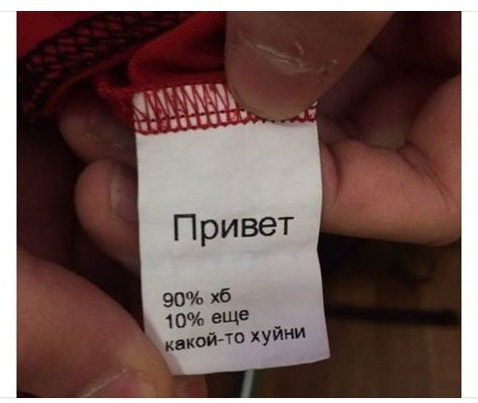 Привет
90% хб
10% еще
какой-то хуйни